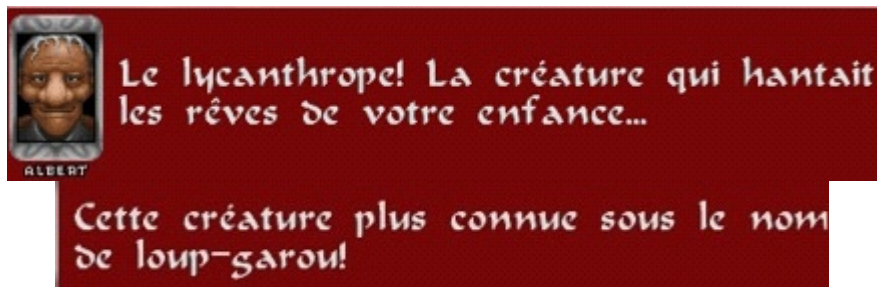 Le lycanthrope! La créature qui hantait
les rêves de votre enfance...
ALBERT
Cette créature plus connue sous le nom
de loup-garou!